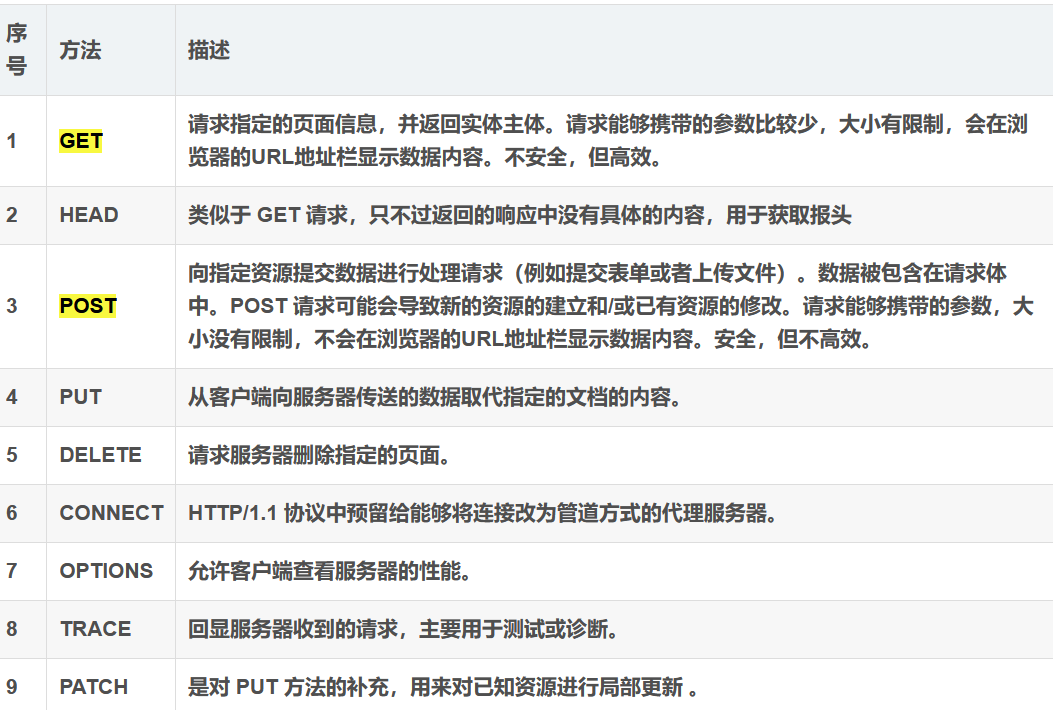 序号 方法 描述
1 GET 请求指定的页面信息，并返回实体主体。请求能够携带的参数比较少，大小有限制，会在浏
览器的URL地址栏显示数据内容。不安全，但高效。
2 HEAD 类似于 GET 请求，只不过返回的响应中没有具体的内容，用于获取报头
3 POST 向指定资源提交数据进行处理请求（例如提交表单或者上传文件）。数据被包含在请求体
中。POST 请求可能会导致新的资源的建立和/或已有资源的修改。请求能够携带的参数，大
小没有限制，不会在浏览器的URL地址栏显示数据内容。安全，但不高效。
4 PUT 从客户端向服务器传送的数据取代指定的文档的内容。
5 DELETE 请求服务器删除指定的页面。
6 CONNECT HTTP/1.1 协议中预留给能够将连接改为管道方式的代理服务器。
7 OPTIONS 允许客户端查看服务器的性能。
8 TRACE 回显服务器收到的请求，主要用于测试或诊断。
9 PATCH 是对 PUT 方法的补充，用来对已知资源进行局部更新 。